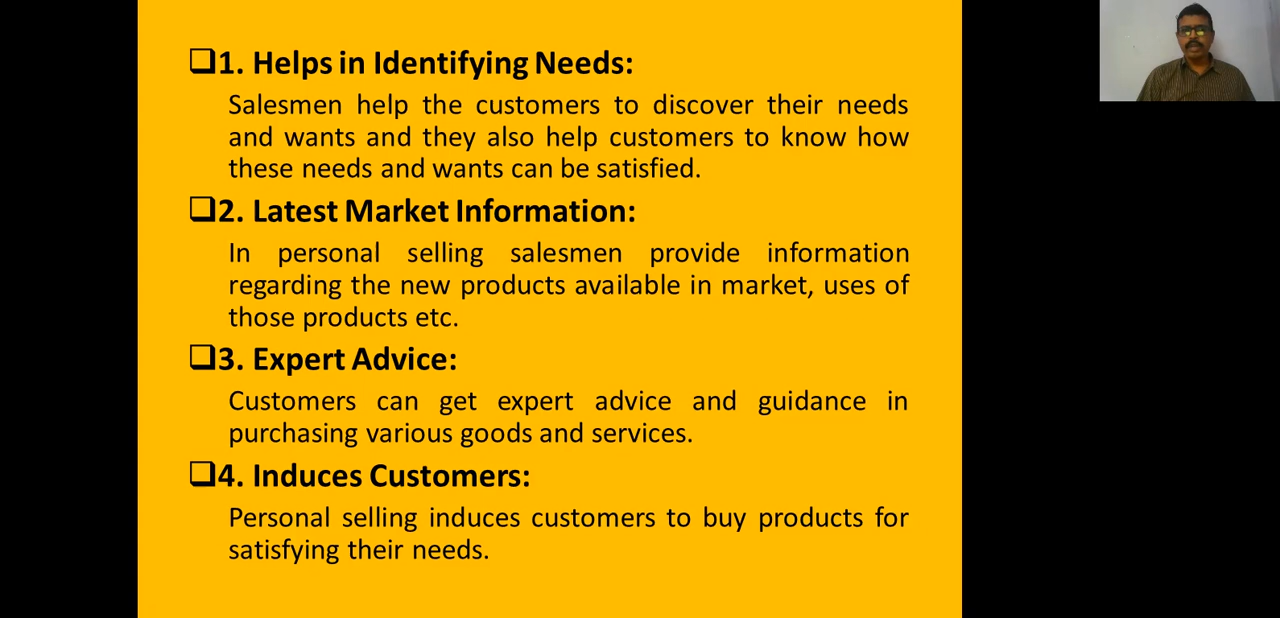 ❑1. Helps in Identifying Needs:
Salesmen help the customers to discover their needs
and wants and they also help customers to know how
these needs and wants can be satisfied.
❑2. Latest Market Information:
In personal selling salesmen provide information
regarding the new products available in market, uses of
those products etc.
❑3. Expert Advice:
Customers can get expert advice and guidance in
purchasing various goods and services.
❑4. Induces Customers:
Personal selling induces customers to buy products for
satisfying their needs.